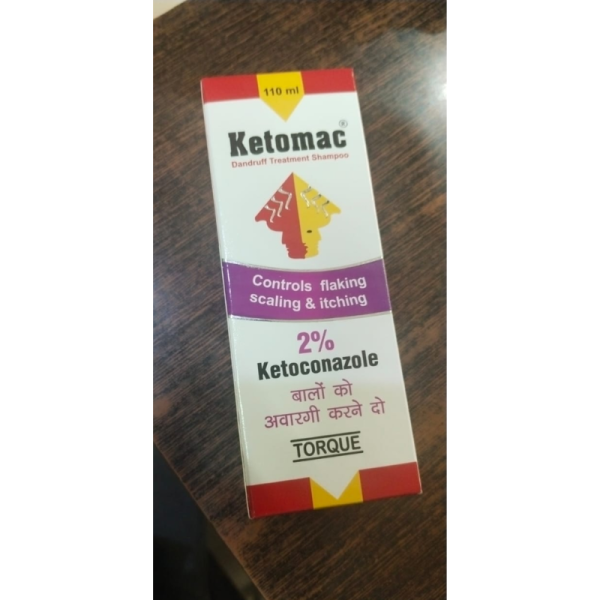 110 ml
Ketomac®
Dandruff Treatment Shampoo
Controls flaking
scaling & itching
2%
Ketoconazole
बालों को
अवारगी करने दो
TORQUE